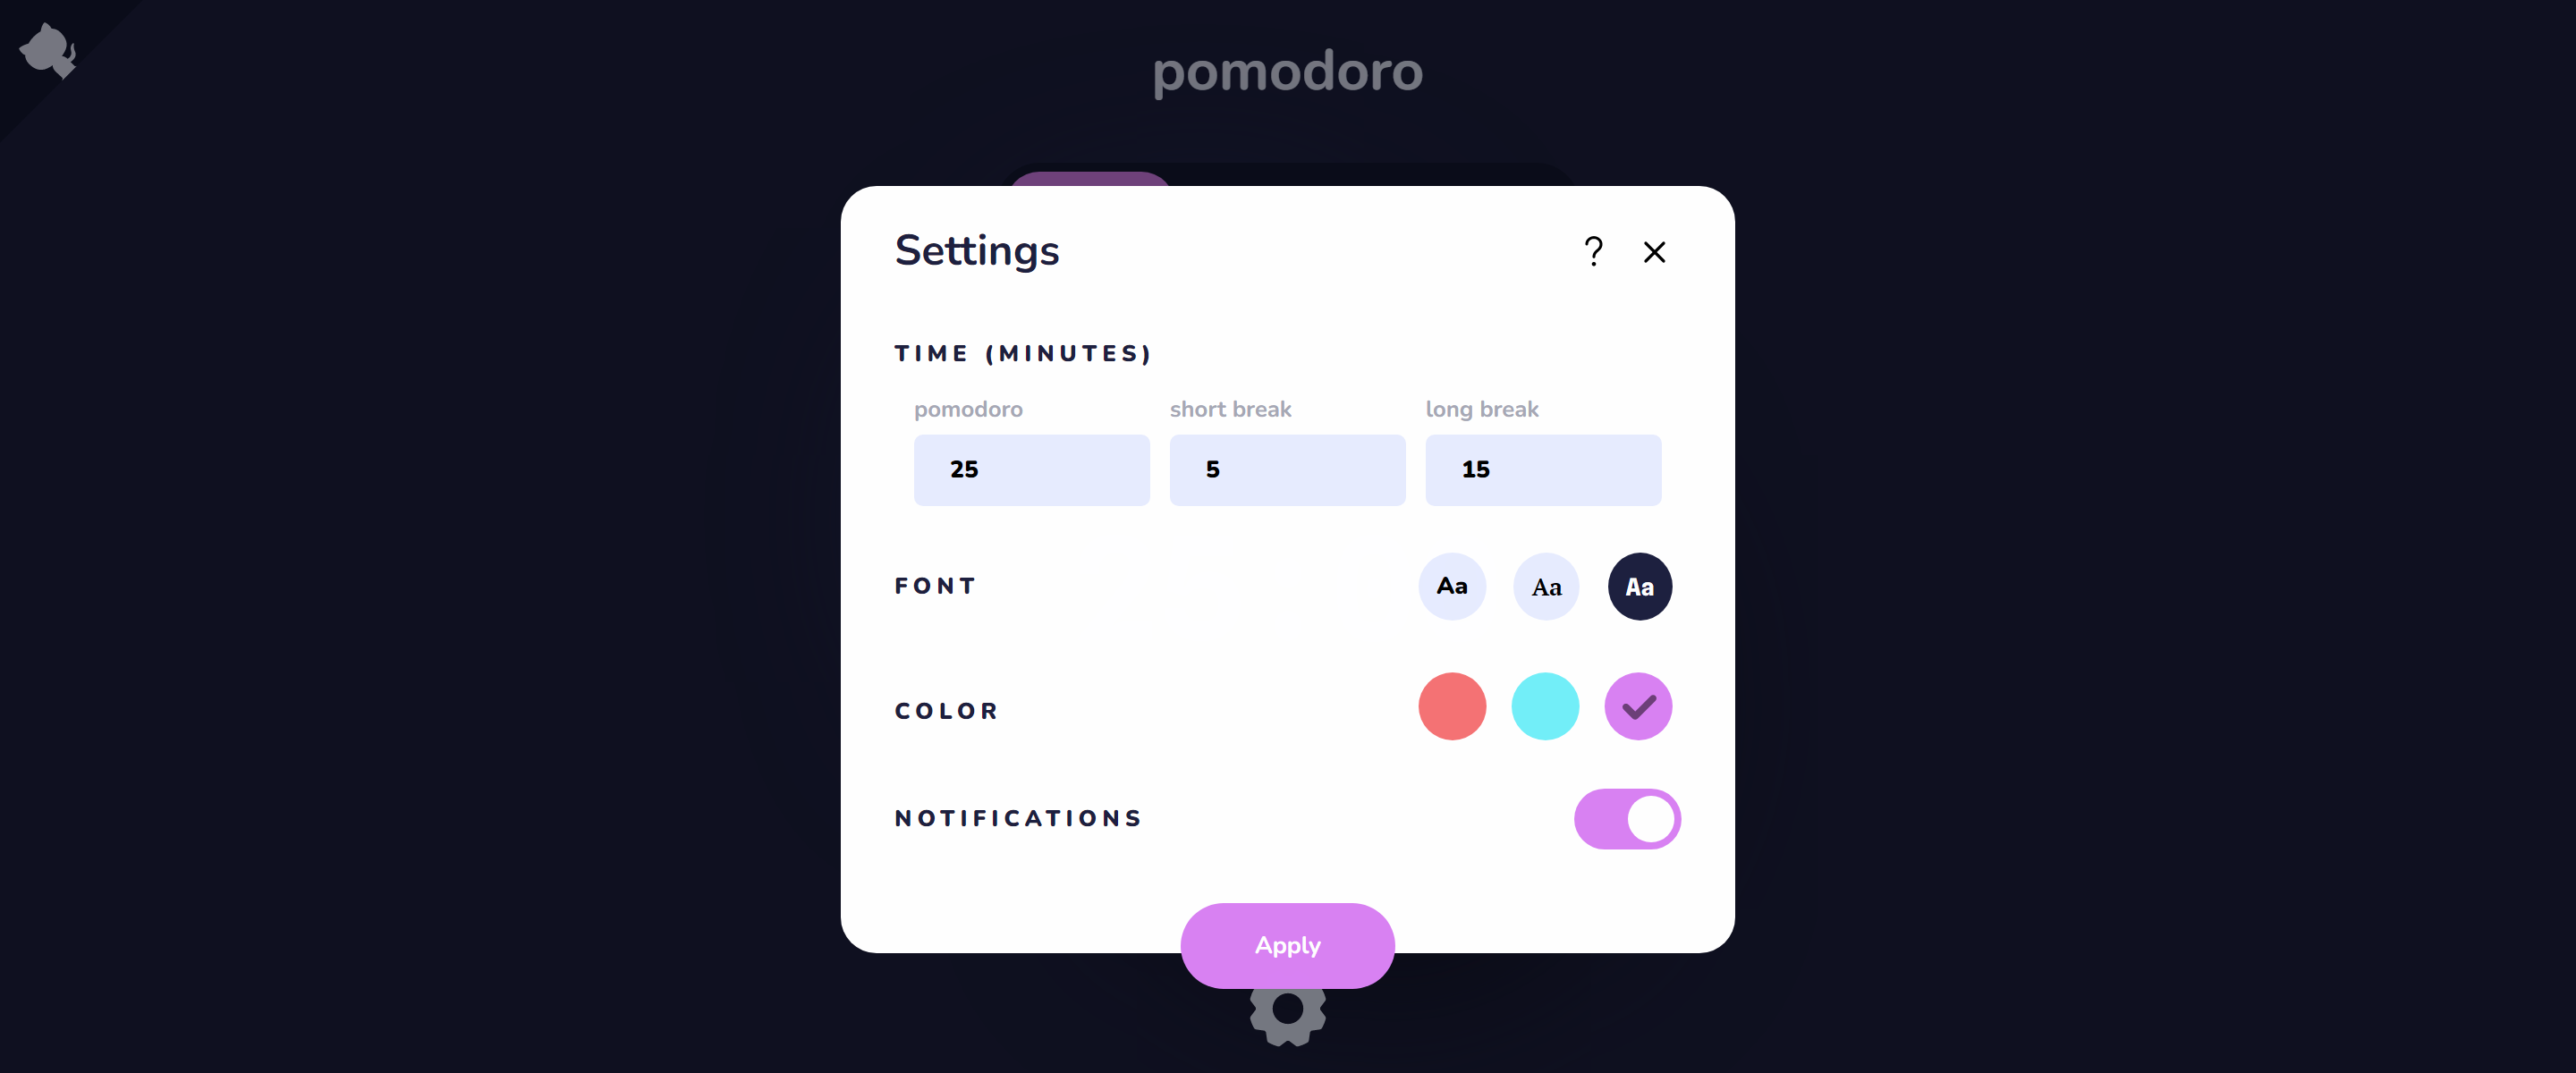 pomodoro
Settings
?
TIME (MINUTES)
pomodoro short break long break
25 5 15
FONT Aa Aa Aa
COLOR
NOTIFICATIONS
Apply